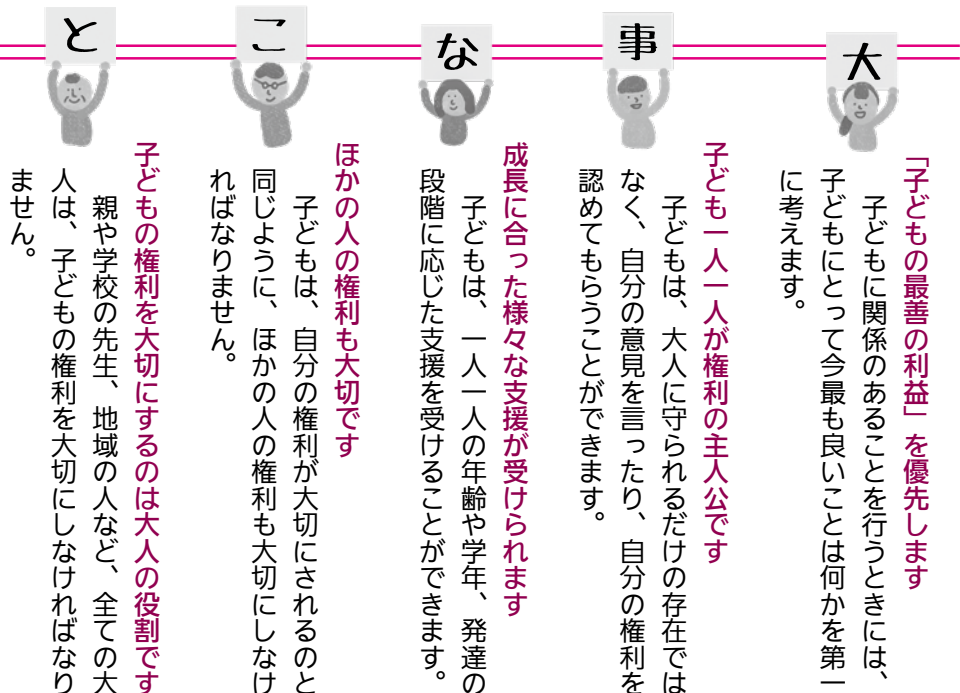 大
事
な
こ
と
「子どもの最善の利益」を優先します
子どもに関係のあることを行うときには、
子どもにとって今最も良いことは何かを第一
に考えます。
子ども一人一人が権利の主人公です
子どもは、大人に守られるだけの存在では
なく、自分の意見を言ったり、自分の権利を
認めてもらうことができます。
成長に合った様々な支援が受けられます
子どもは、一人一人の年齢や学年、発達の
段階に応じた支援を受けることができます。
ほかの人の権利も大切です
子どもは、自分の権利が大切にされるのと
同じように、ほかの人の権利も大切にしなけ
ればなりません。
子どもの権利を大切にするのは大人の役割です
親や学校の先生、地域の人など、全ての大
人は、子どもの権利を大切にしなければなり
ません。